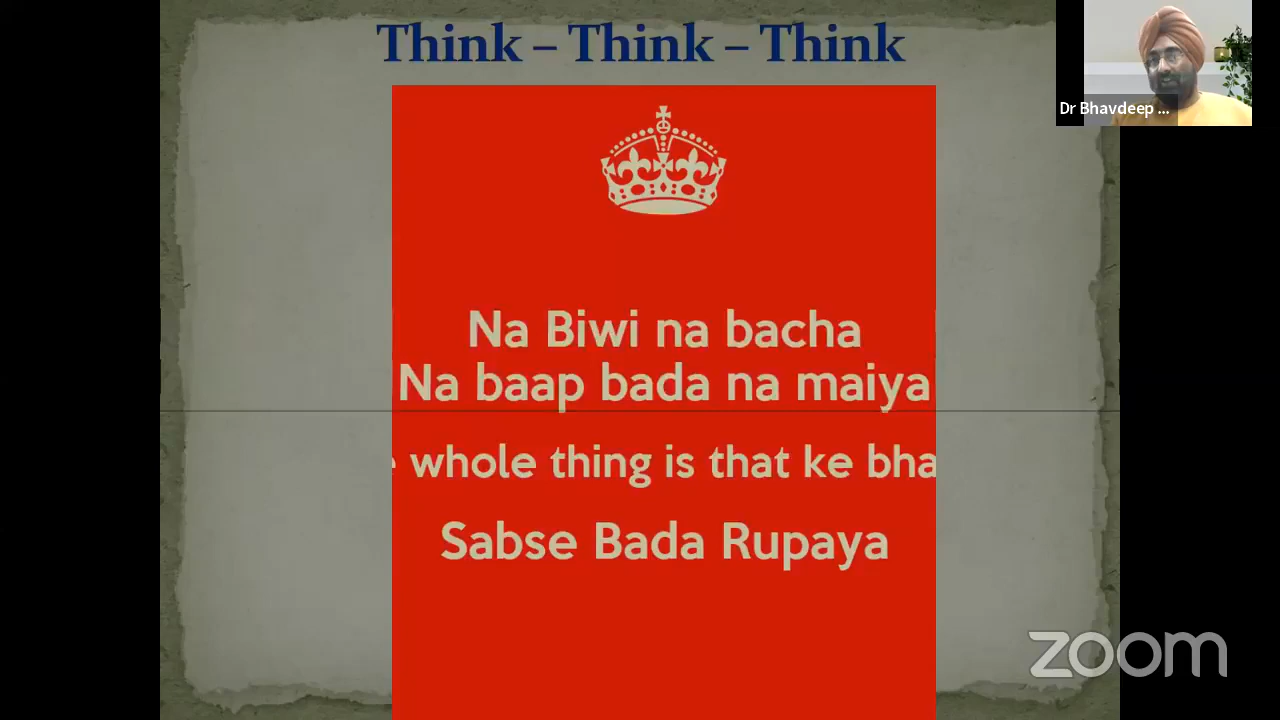 Think – Think – Think
Dr Bhavdeep ...
Na Biwi na bacha
Na baap bada na maiya
whole thing is that ke bha
Sabse Bada Rupaya
zoom